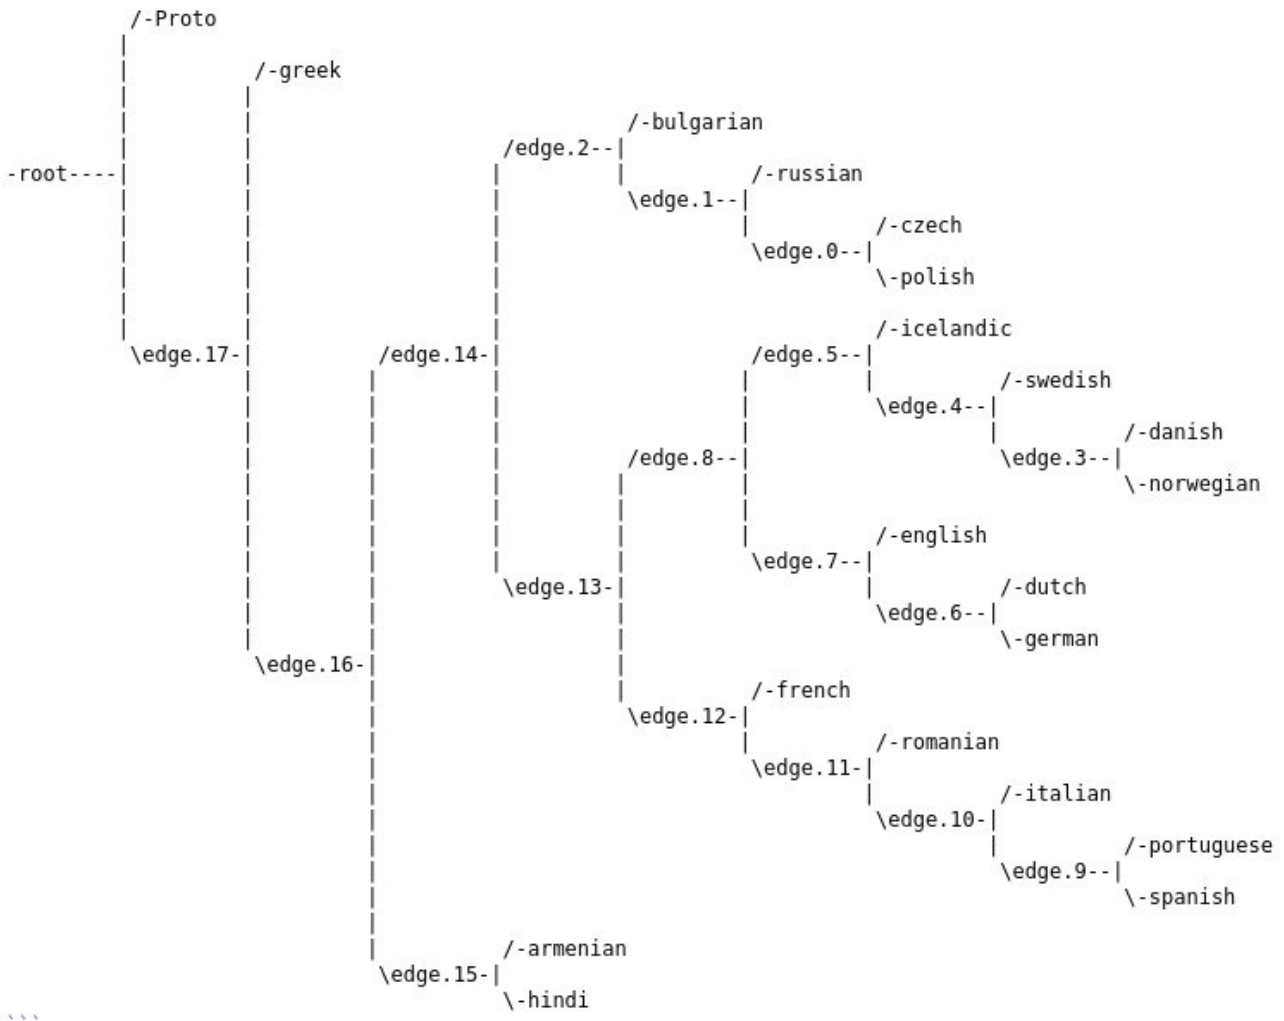 /-Proto
/-greek
/-bulgarian
/edge.2--|
-root----| /-russian
\edge.1--|
/-czech
\edge.0--|
\-polish
/-icelandic
\edge.17-| /edge.14-| /edge.5--|
/-swedish
\edge.4--|
/-danish
/edge.8--| \edge.3--|
\-norwegian
/-english
\edge.7--|
\edge.13-| /-dutch
\edge.6--|
\-german
\edge.16-|
/-french
\edge.12-|
/-romanian
\edge.11-|
/-italian
\edge.10-|
/-portuguese
\edge.9--|
\-spanish
/-armenian
\edge.15-|
\-hindi
```